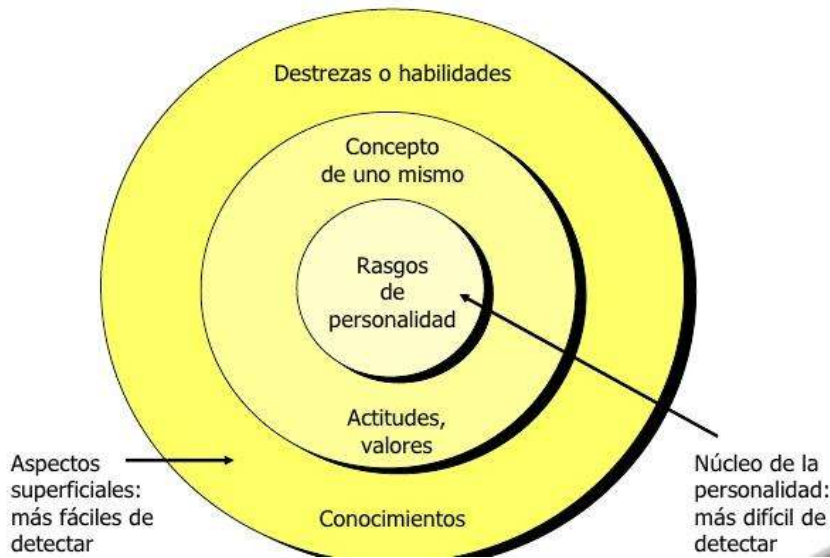 Destrezas o habilidades
Concepto
de uno mismo
Rasgos
de
personalidad
Actitudes,
valores
Conocimientos
Aspectos
superficiales:
más fáciles de
detectar
Núcleo de la
personalidad:
más difícil de
detectar